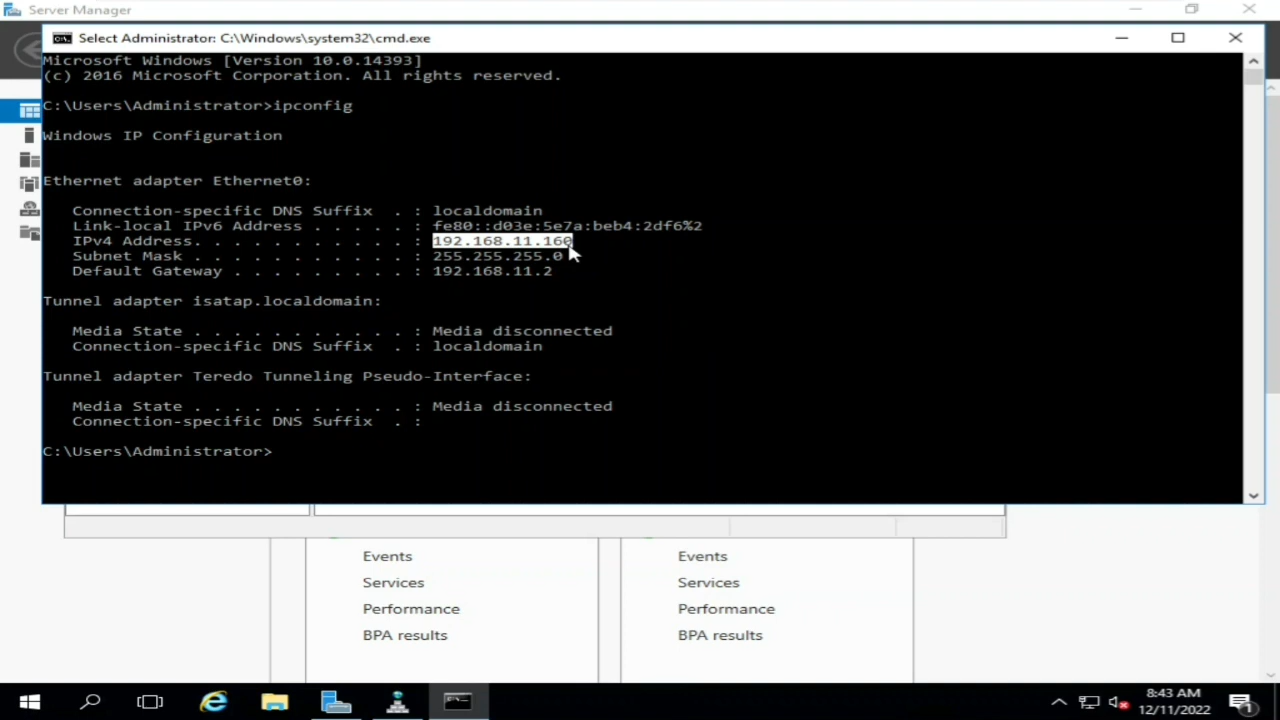 Server Manager
Select Administrator: C:\Windows\system32\cmd.exe
Microsoft Windows [Version 10.0.14393]
(c) 2016 Microsoft Corporation. All rights reserved.
C:\Users\Administrator>ipconfig
Windows IP Configuration
Ethernet adapter Ethernet0:
Connection-specific DNS Suffix  . : localdomain
Link-local IPv6 Address . . . . . : fe80::d03e:5e7a:beb4:2df6%2
IPv4 Address. . . . . . . . . . . : 192.168.11.160
Subnet Mask . . . . . . . . . . . : 255.255.255.0
Default Gateway . . . . . . . . . : 192.168.11.2
Tunnel adapter isatap.localdomain:
Media State . . . . . . . . . . . : Media disconnected
Connection-specific DNS Suffix  . : localdomain
Tunnel adapter Teredo Tunneling Pseudo-Interface:
Media State . . . . . . . . . . . : Media disconnected
Connection-specific DNS Suffix  . :
C:\Users\Administrator>
Events Events
Services Services
Performance Performance
BPA results BPA results
8:43 AM
12/11/2022
1